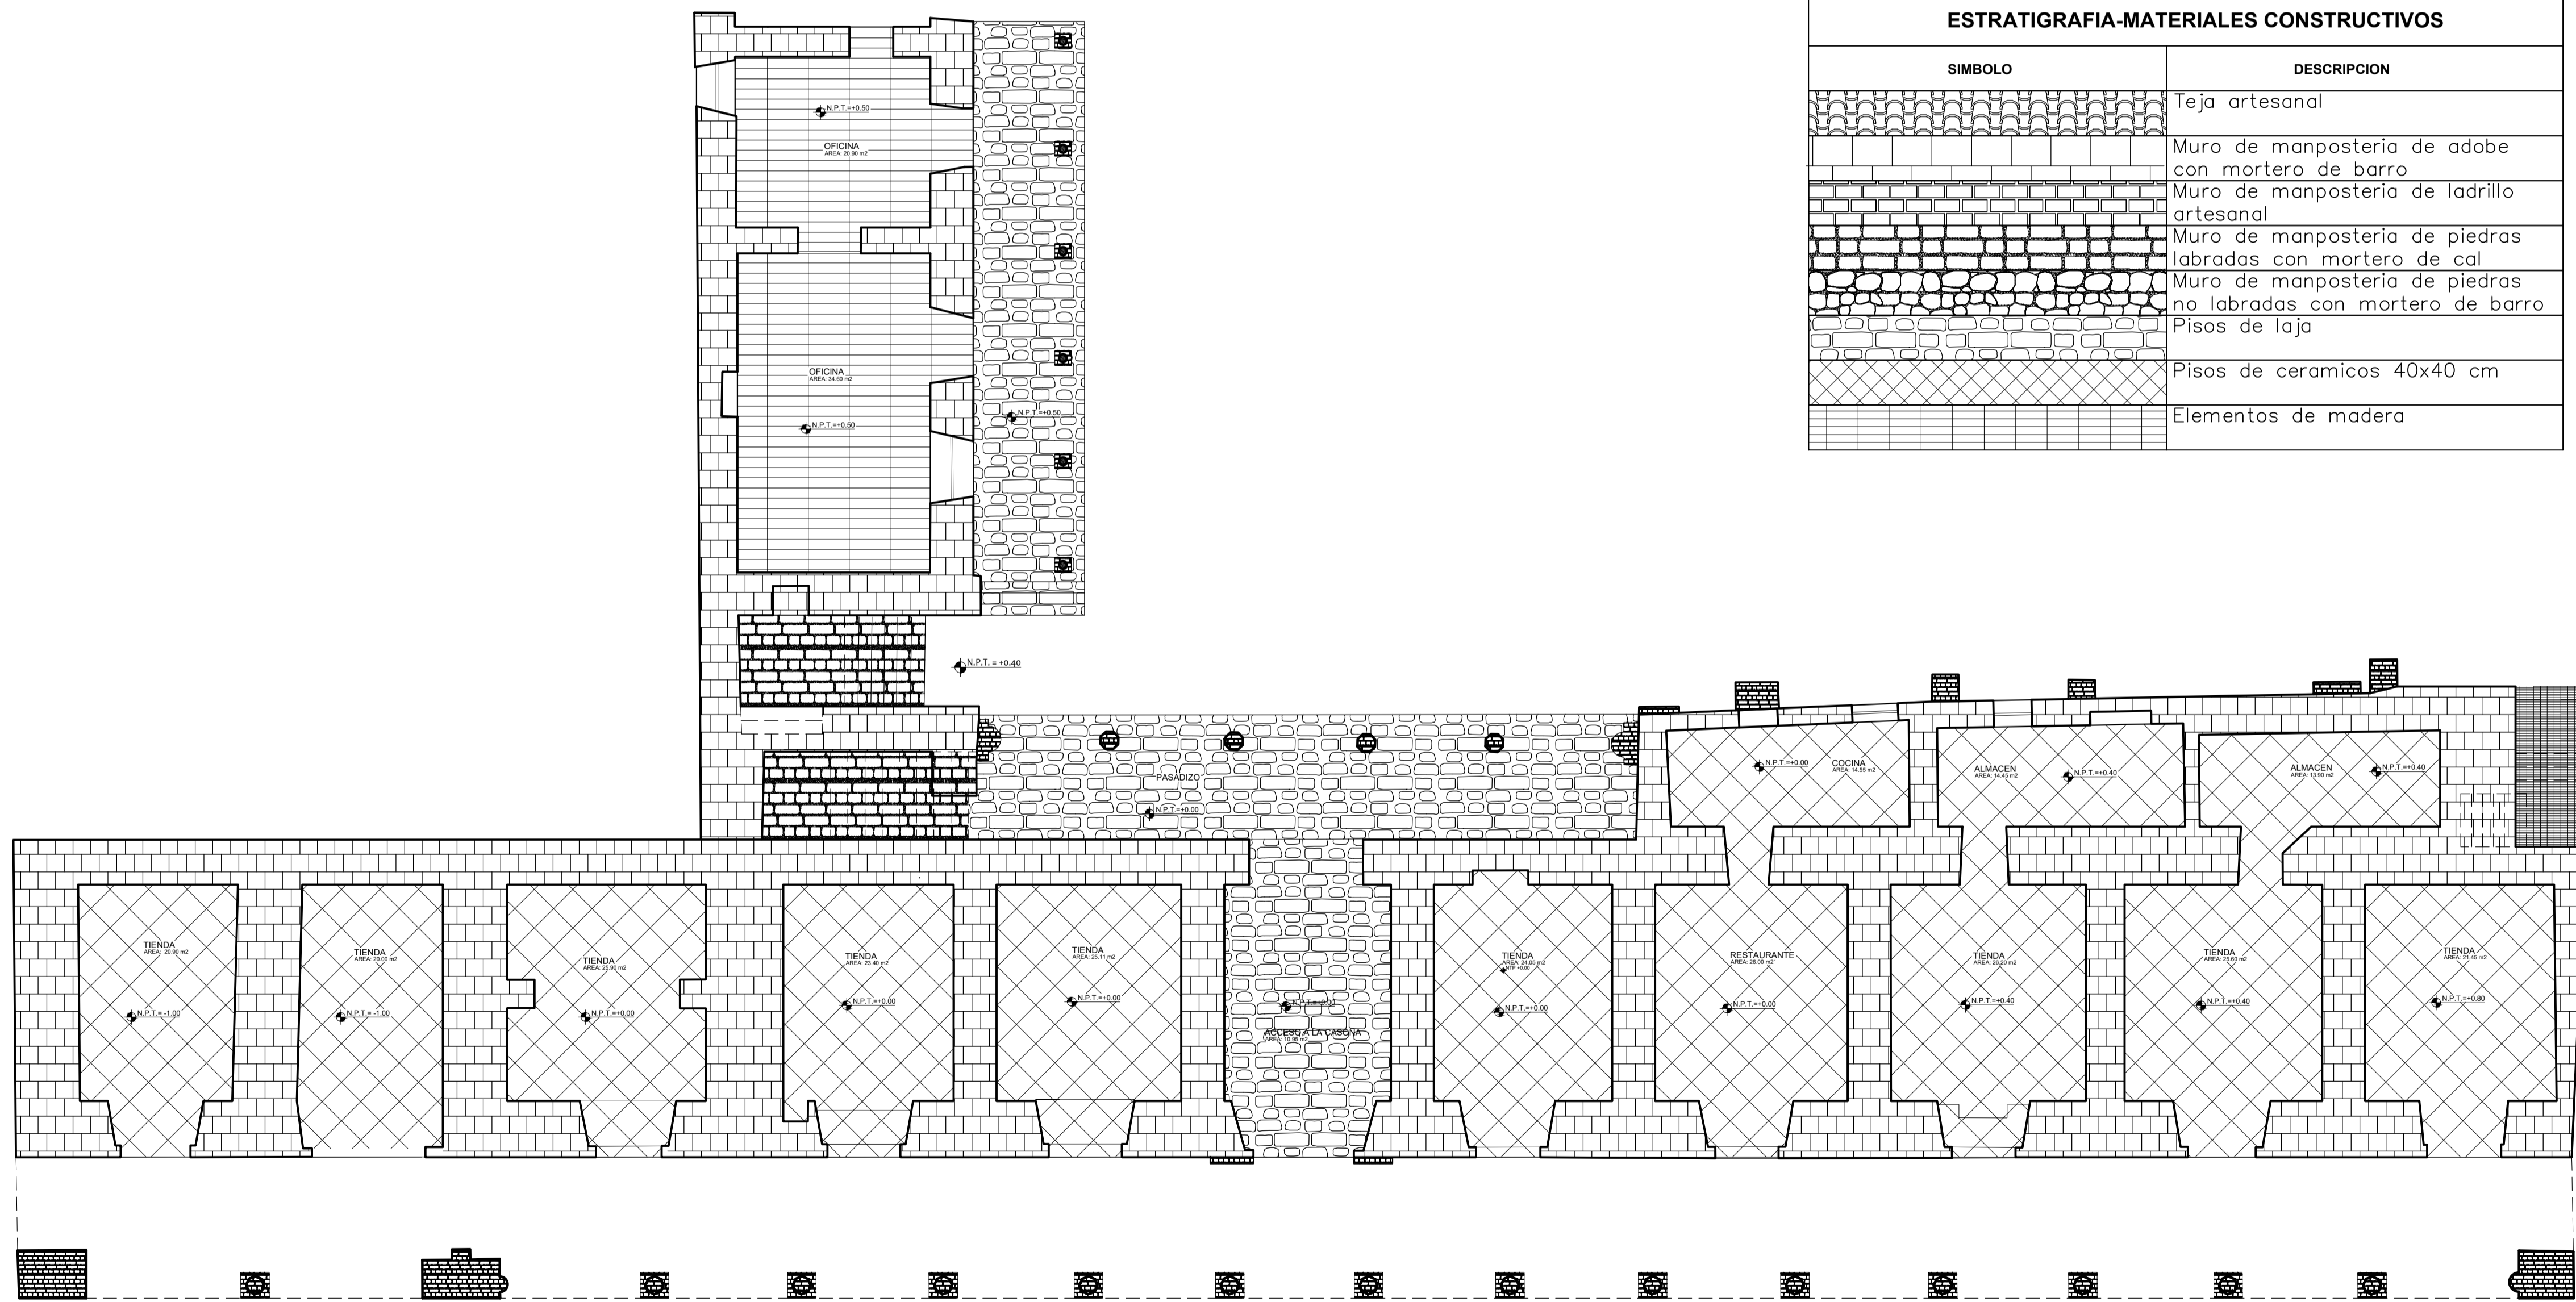 ESTRATIGRAFIA-MATERIALES CONSTRUCTIVOS
SIMBOLO DESCRIPCION
Teja artesanal
Muro de manposteria de adobe
con mortero de barro
Muro de manposteria de ladrillo
artesanal
Muro de manposteria de piedras
labradas con mortero de cal
Muro de manposteria de piedras
no labradas con mortero de barro
Pisos de laja
Pisos de ceramicos 40x40 cm
Elementos de madera
N.P.T.=+0.50
OFICINA
AREA: 20.90 m2
OFICINA
AREA: 34.60 m2
N.P.T.=+0.50
N.P.T.=+0.50
N.P.T. = +0.40
PASADIZO
N.P.T.=+0.00
N.P.T.=+0.00
COCINA
AREA: 14.55 m2
ALMACEN
AREA: 14.45 m2
N.P.T.=+0.40
ALMACEN
AREA: 13.90 m2
N.P.T.=+0.40
TIENDA
AREA: 20.90 m2
N.P.T.= -1.00
TIENDA
AREA: 20.00 m2
N.P.T.= -1.00
TIENDA
AREA: 25.90 m2
N.P.T.=+0.00
TIENDA
AREA: 23.40 m2
N.P.T.=+0.00
TIENDA
AREA: 25.11 m2
N.P.T.=+0.00
N.P.T.=+0.00
ACCESO A LA CASONA
AREA: 10.95 m2
TIENDA
AREA: 24.05 m2
NTP +0.00
N.P.T.=+0.00
RESTAURANTE
AREA: 26.00 m2
N.P.T.=+0.00
TIENDA
AREA: 26.20 m2
N.P.T.=+0.40
TIENDA
AREA: 25.60 m2
N.P.T.=+0.40
TIENDA
AREA: 21.45 m2
N.P.T.=+0.80